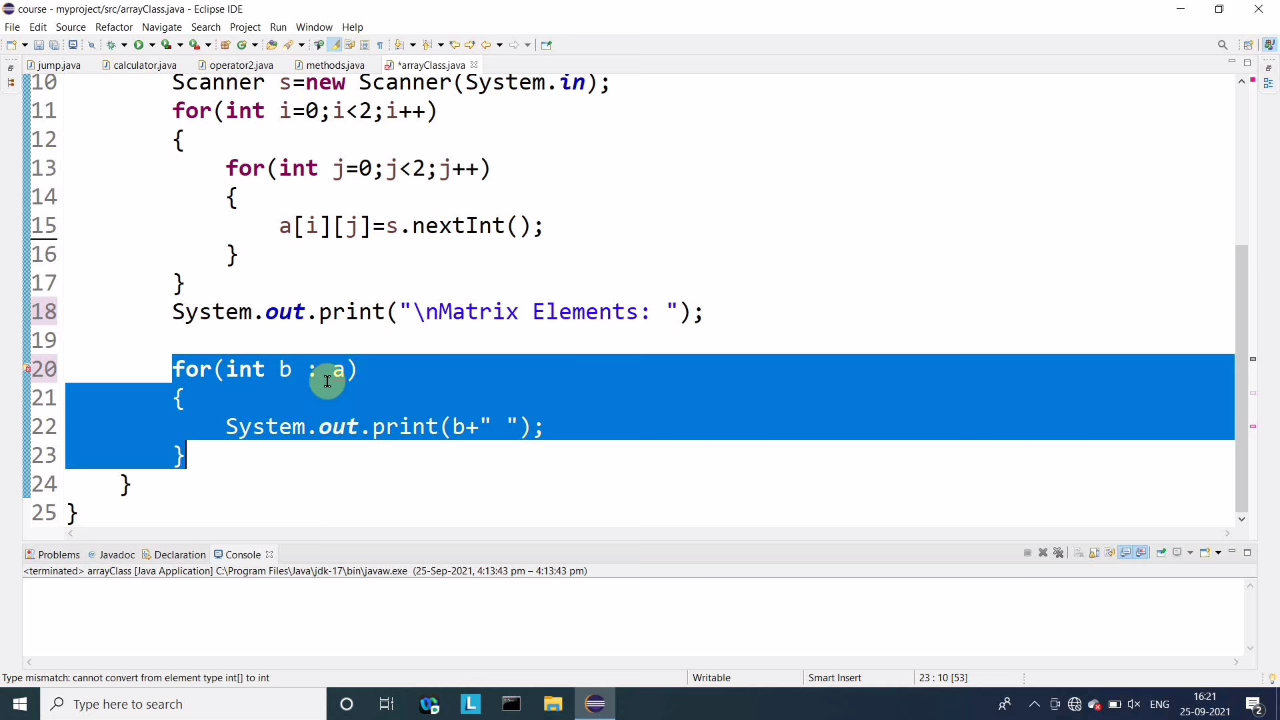 course - myproject/src/arrayClass.java - Eclipse IDE
File Edit Source Refactor Navigate Search Project Run Window Help
jump.java calculator.java operator2.java methods.java *arrayClass.java
10 Scanner s=new Scanner(System.in);
11 for(int i=0;i<2;i++)
12 {
13 for(int j=0;j<2;j++)
14 {
15 a[i][j]=s.nextInt();
16 }
17 }
18 System.out.print("\nMatrix Elements: ");
19
20 for(int b : a)
21 {
22 System.out.print(b+" ");
23 }
24 }
25 }
Problems Javadoc Declaration Console
<terminated> arrayClass [Java Application] C:\Program Files\Java\jdk-17\bin\javaw.exe (25-Sep-2021, 4:13:43 pm – 4:13:43 pm)
Type mismatch: cannot convert from element type int[] to int Writable Smart Insert 23 : 10 [53]
Type here to search L ENG 16:21
25-09-2021 2